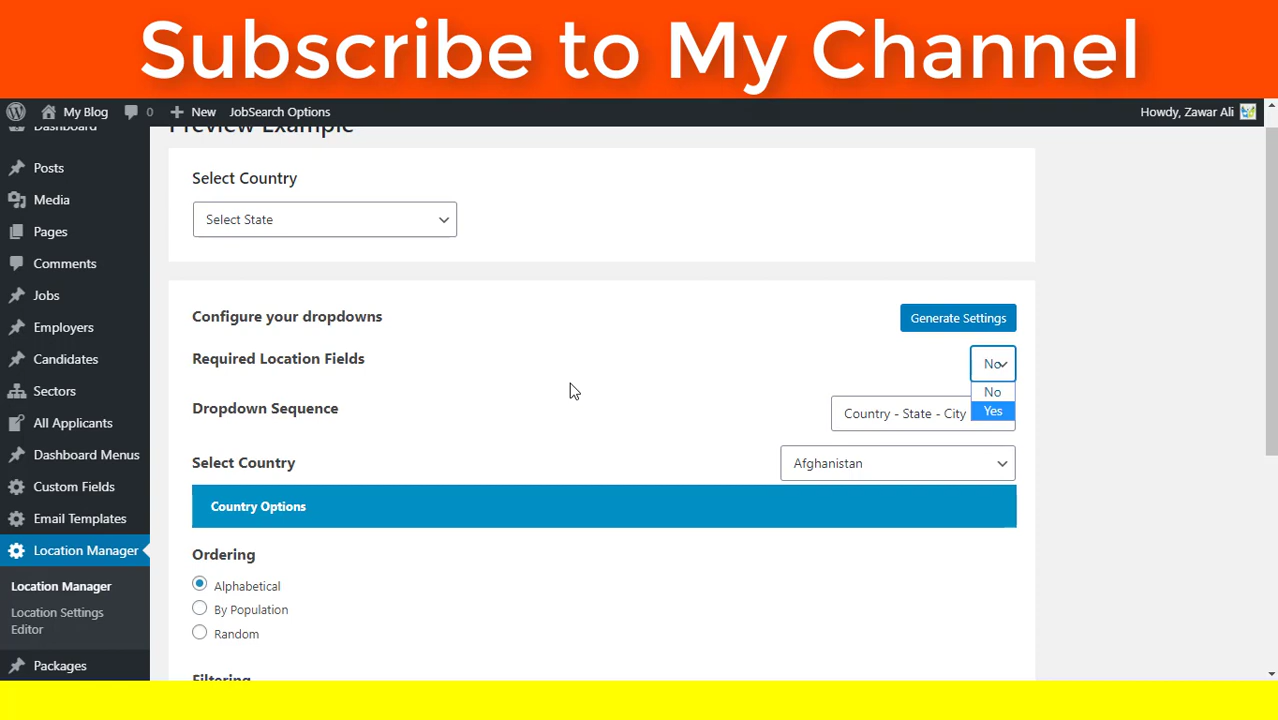 Subscribe to My Channel
My Blog 0 New JobSearch Options Howdy, Zawar Ali
Dashboard
Posts
Media
Pages
Comments
Jobs
Employers
Candidates
Sectors
All Applicants
Dashboard Menus
Custom Fields
Email Templates
Location Manager
Location Manager
Location Settings
Editor
Packages
Preview Example
Select Country
Select State
Configure your dropdowns
Generate Settings
Required Location Fields
No
No
Yes
Dropdown Sequence
Country - State - City
Select Country
Afghanistan
Country Options
Ordering
Alphabetical
By Population
Random
Filtering